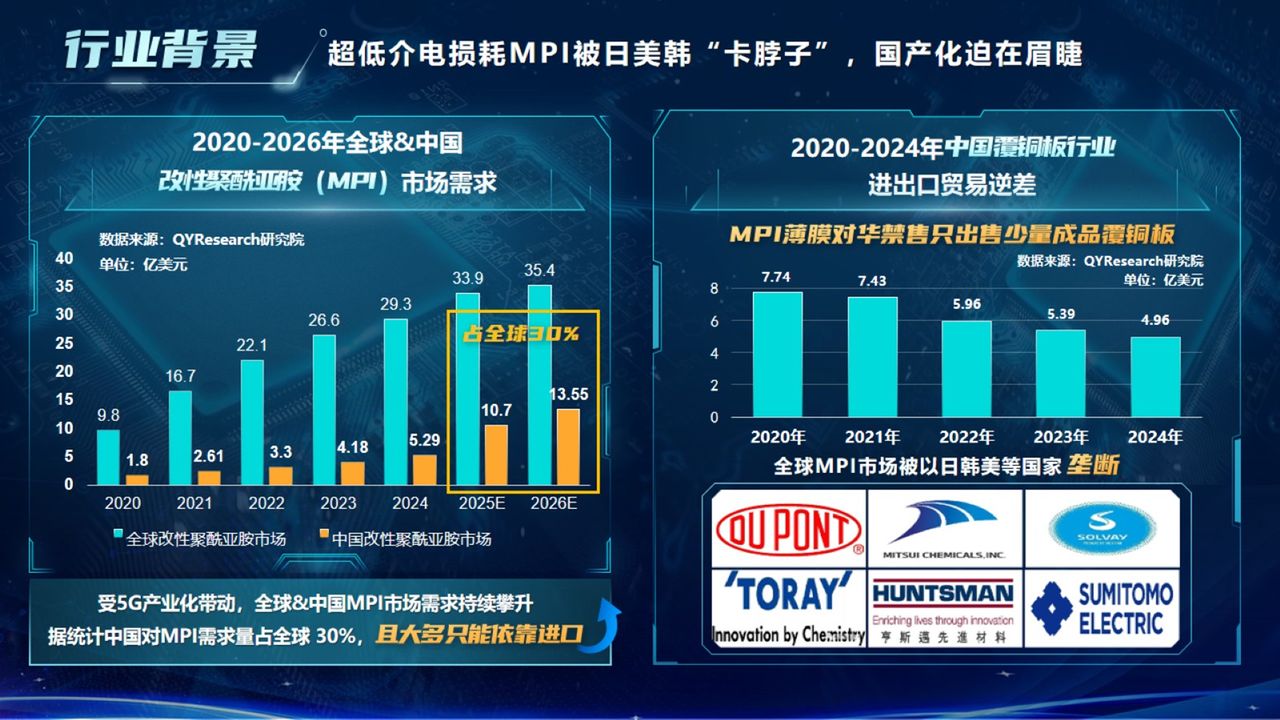 行业背景
超低介电损耗MPI被日美韩“卡脖子”，国产化迫在眉睫
2020-2026年全球&中国
改性聚酰亚胺（MPI）市场需求
数据来源：QYResearch研究院
单位：亿美元
40
35
30
25
20
15
10
5
0
9.8
16.7
22.1
26.6
29.3
33.9
35.4
1.8
2.61
3.3
4.18
5.29
10.7
13.55
占全球30%
2020
2021
2022
2023
2024
2025E
2026E
全球改性聚酰亚胺市场
中国改性聚酰亚胺市场
受5G产业化带动，全球&中国MPI市场需求持续攀升
据统计中国对MPI需求量占全球 30%，且大多只能依靠进口
2020-2024年中国覆铜板行业
进出口贸易逆差
MPI薄膜对华禁售只出售少量成品覆铜板
数据来源：QYResearch研究院
单位：亿美元
8
6
4
2
0
7.74
7.43
5.96
5.39
4.96
2020年
2021年
2022年
2023年
2024年
全球MPI市场被以日韩美等国家 垄断
DUPONT
®
MITSUI CHEMICALS, INC.
SOLVAY
'TORAY'
Innovation by Chemistry
HUNTSMAN
Enriching lives through innovation
亨斯邁先進材料
SUMITOMO
ELECTRIC